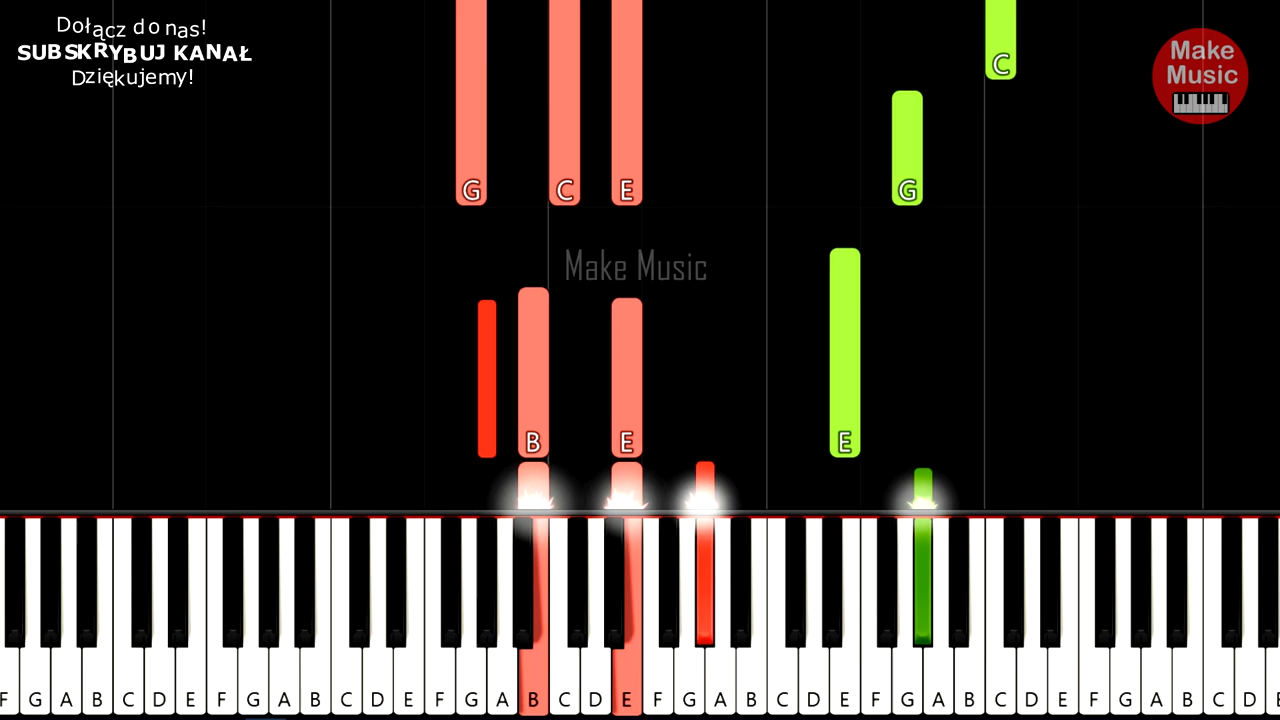 Dołącz do nas!
SUBSKRYBUJ KANAŁ
Dziękujemy!
Make
Music
C
G
G C E
Make Music
B E
E
F G A B C D E F G A B C D E F G A B C D E F G A B C D E F G A B C D E F G A B C D E